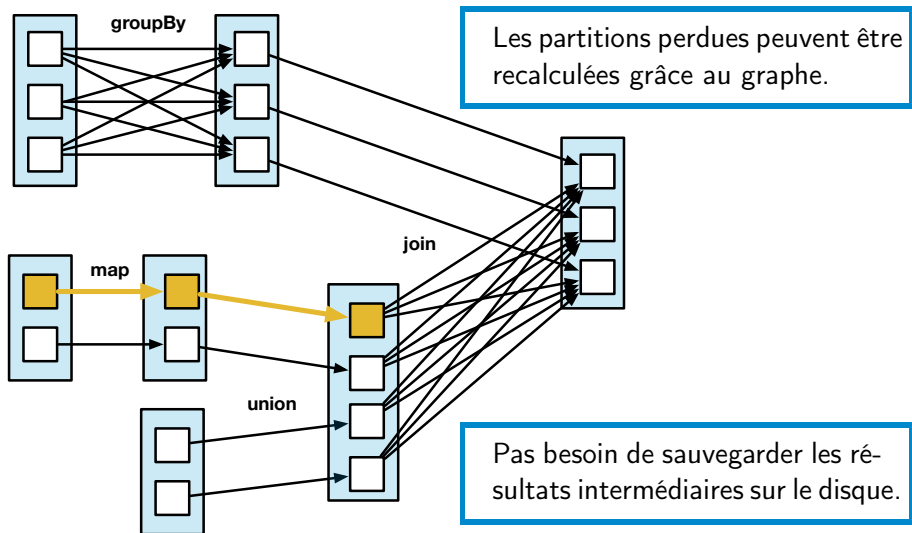 groupBy
Les partitions perdues peuvent être
recalculées grâce au graphe.
join
map
union
Pas besoin de sauvegarder les ré-
sultats intermédiaires sur le disque.